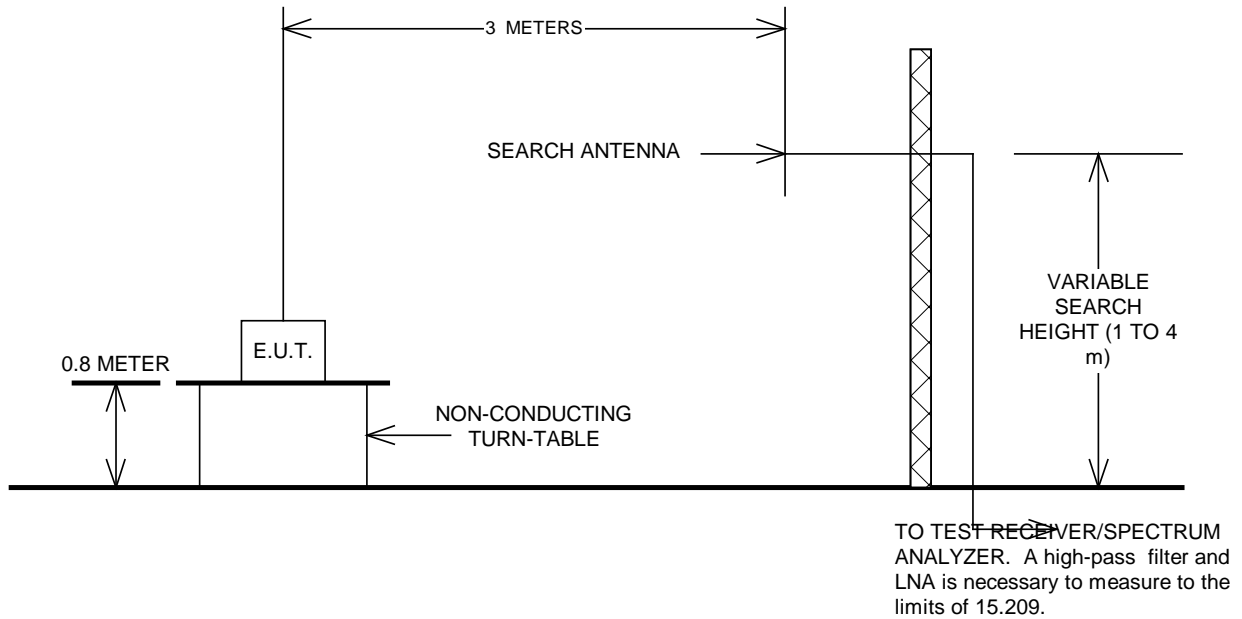 3 METERS
SEARCH ANTENNA
VARIABLE
SEARCH
HEIGHT (1 TO 4
m)
E.U.T.
0.8 METER
NON-CONDUCTING
TURN-TABLE
TO TEST RECEIVER/SPECTRUM
ANALYZER. A high-pass filter and
LNA is necessary to measure to the
limits of 15.209.